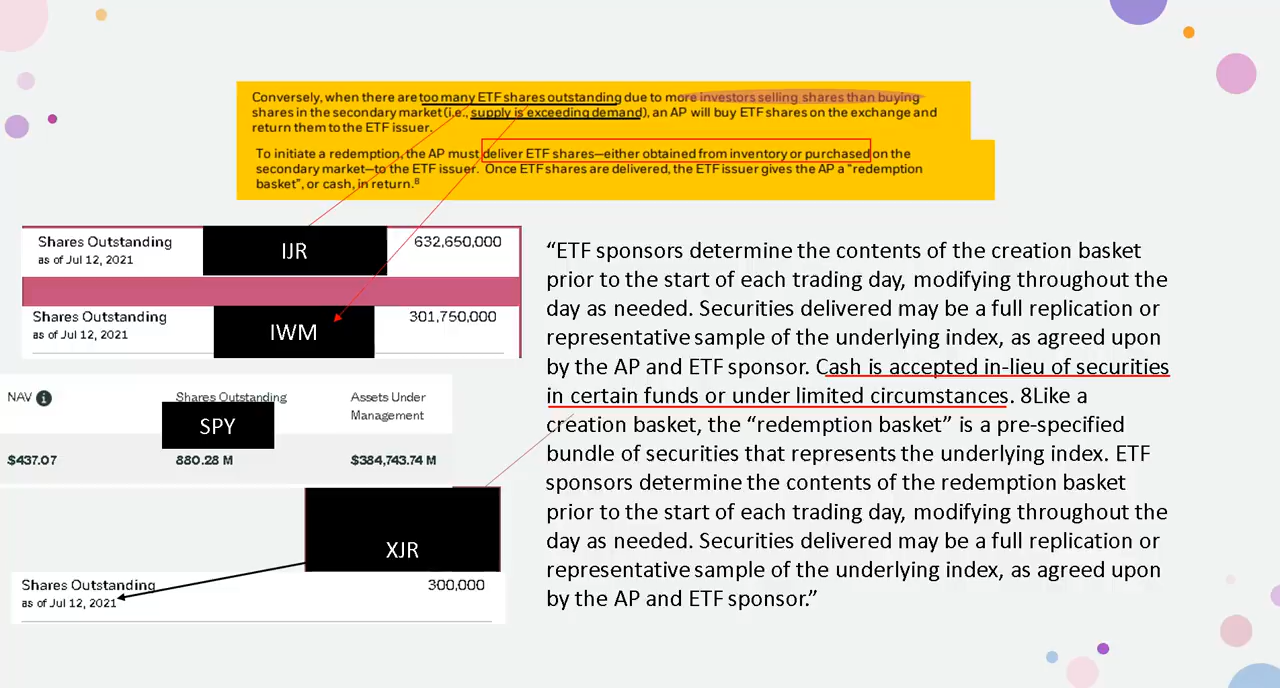 Conversely, when there are too many ETF shares outstanding due to more investors selling shares than buying
shares in the secondary market (i.e., supply is exceeding demand), an AP will buy ETF shares on the exchange and
return them to the ETF issuer.
To initiate a redemption, the AP must deliver ETF shares—either obtained from inventory or purchased on the
secondary market—to the ETF issuer. Once ETF shares are delivered, the ETF issuer gives the AP a “redemption
basket”, or cash, in return.⁸
Shares Outstanding
as of Jul 12, 2021
IJR
632,650,000
Shares Outstanding
as of Jul 12, 2021
IWM
301,750,000
NAV
Shares Outstanding
Assets Under
Management
SPY
$437.07
880.28 M
$384,743.74 M
XJR
Shares Outstanding
as of Jul 12, 2021
300,000
“ETF sponsors determine the contents of the creation basket
prior to the start of each trading day, modifying throughout the
day as needed. Securities delivered may be a full replication or
representative sample of the underlying index, as agreed upon
by the AP and ETF sponsor. Cash is accepted in-lieu of securities
in certain funds or under limited circumstances. 8Like a
creation basket, the “redemption basket” is a pre-specified
bundle of securities that represents the underlying index. ETF
sponsors determine the contents of the redemption basket
prior to the start of each trading day, modifying throughout the
day as needed. Securities delivered may be a full replication or
representative sample of the underlying index, as agreed upon
by the AP and ETF sponsor.”